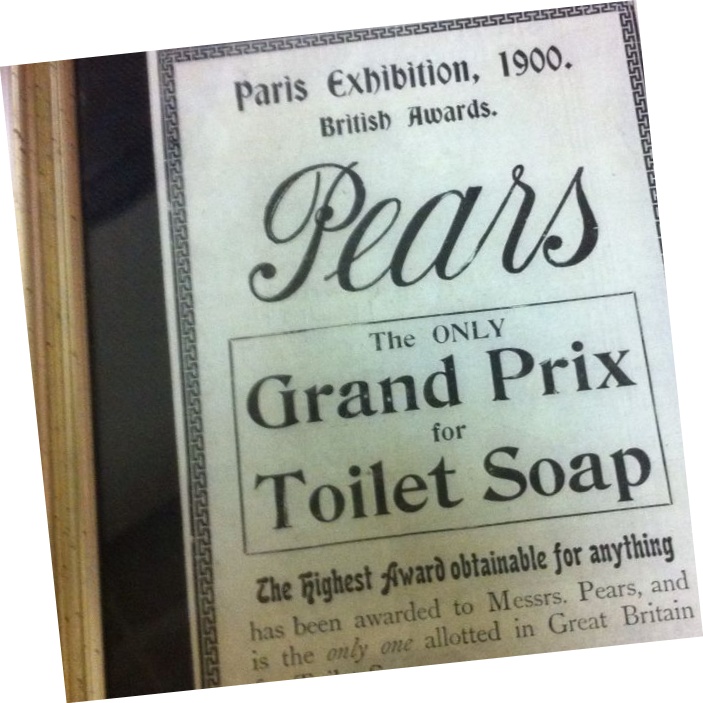 Paris Exhibition, 1900.
British Awards.
Pears
The ONLY
Grand Prix
for
Toilet Soap
The Highest Award obtainable for anything
has been awarded to Messrs. Pears, and
is the only one allotted in Great Britain